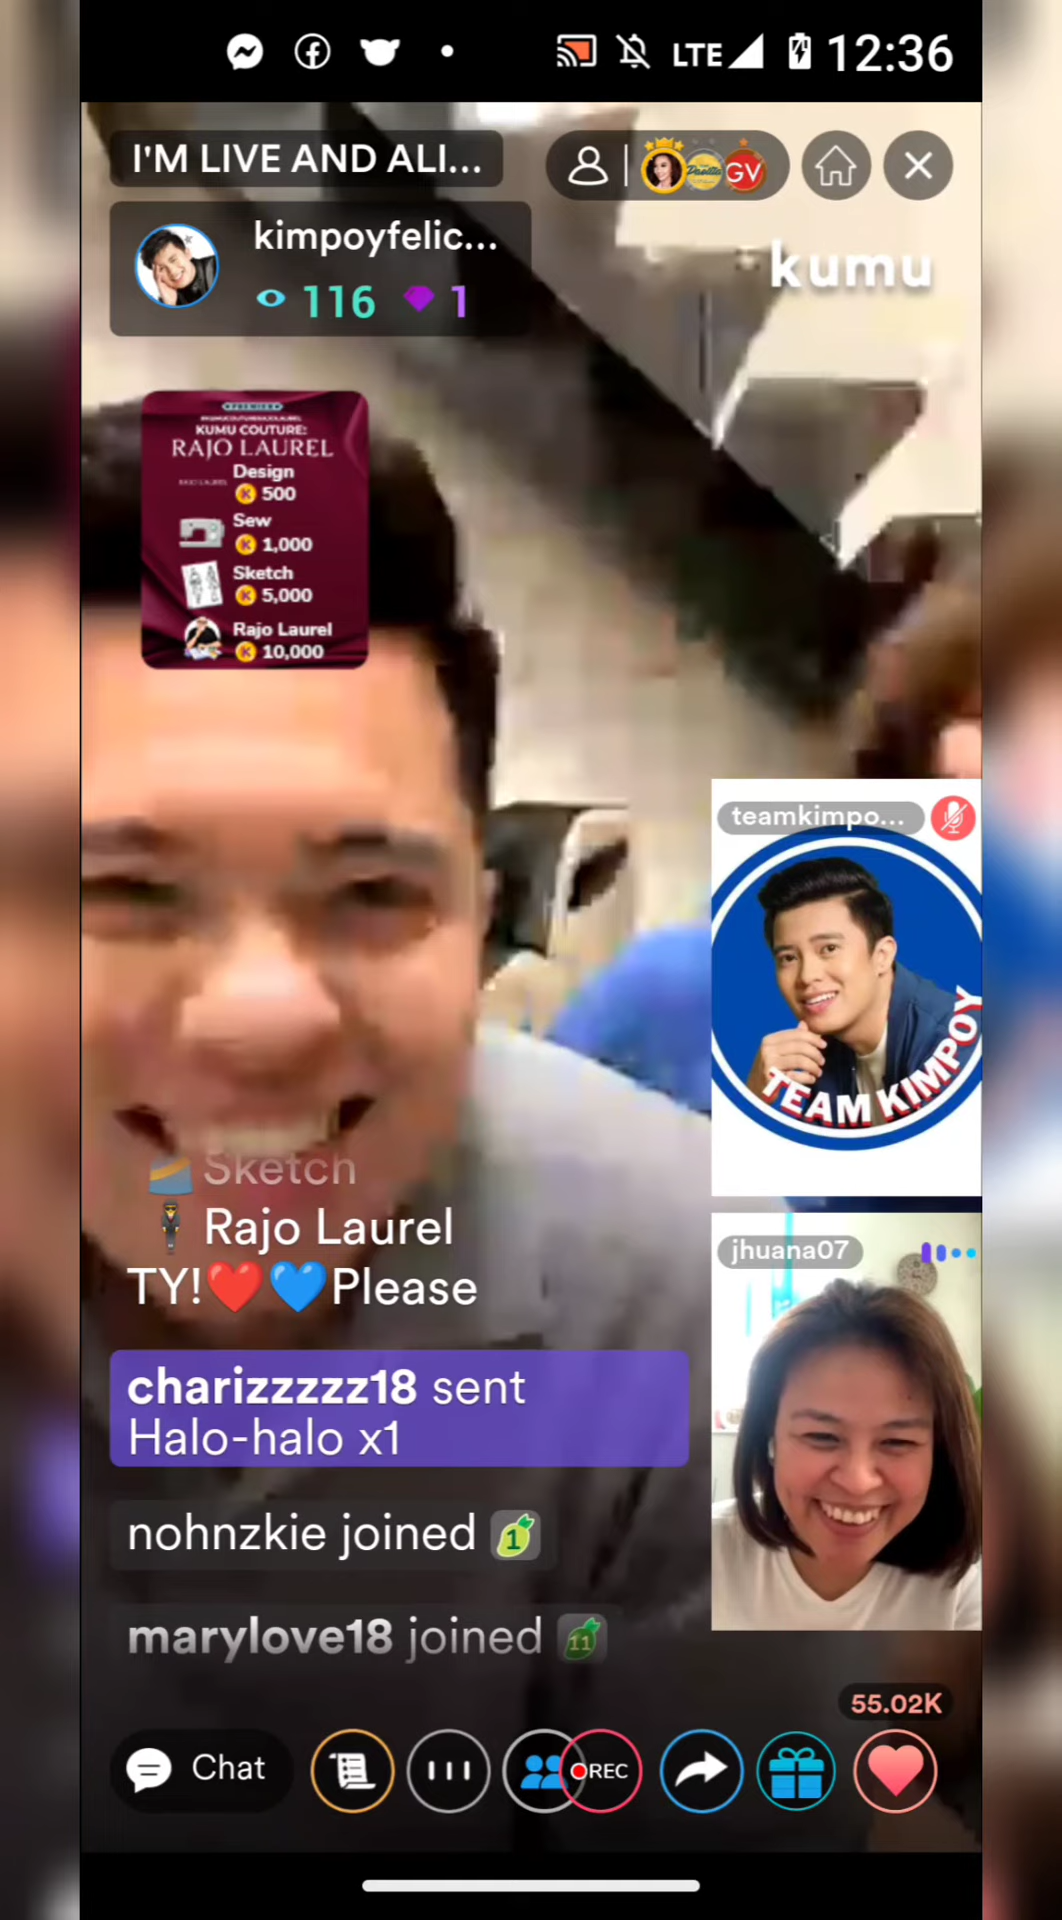 LTE 12:36
I'M LIVE AND ALI...
GV
kimpoyfelic...
116 1
kumu
KUMU COUTURE:
RAJO LAUREL
Design
500
Sew
1,000
Sketch
5,000
Rajo Laurel
10,000
teamkimpo...
TEAM KIMPOY
Sketch
Rajo Laurel
TY!❤️💙Please
jhuana07
charizzzzz18 sent
Halo-halo x1
nohnzkie joined 1
marylove18 joined 11
55.02K
Chat
REC